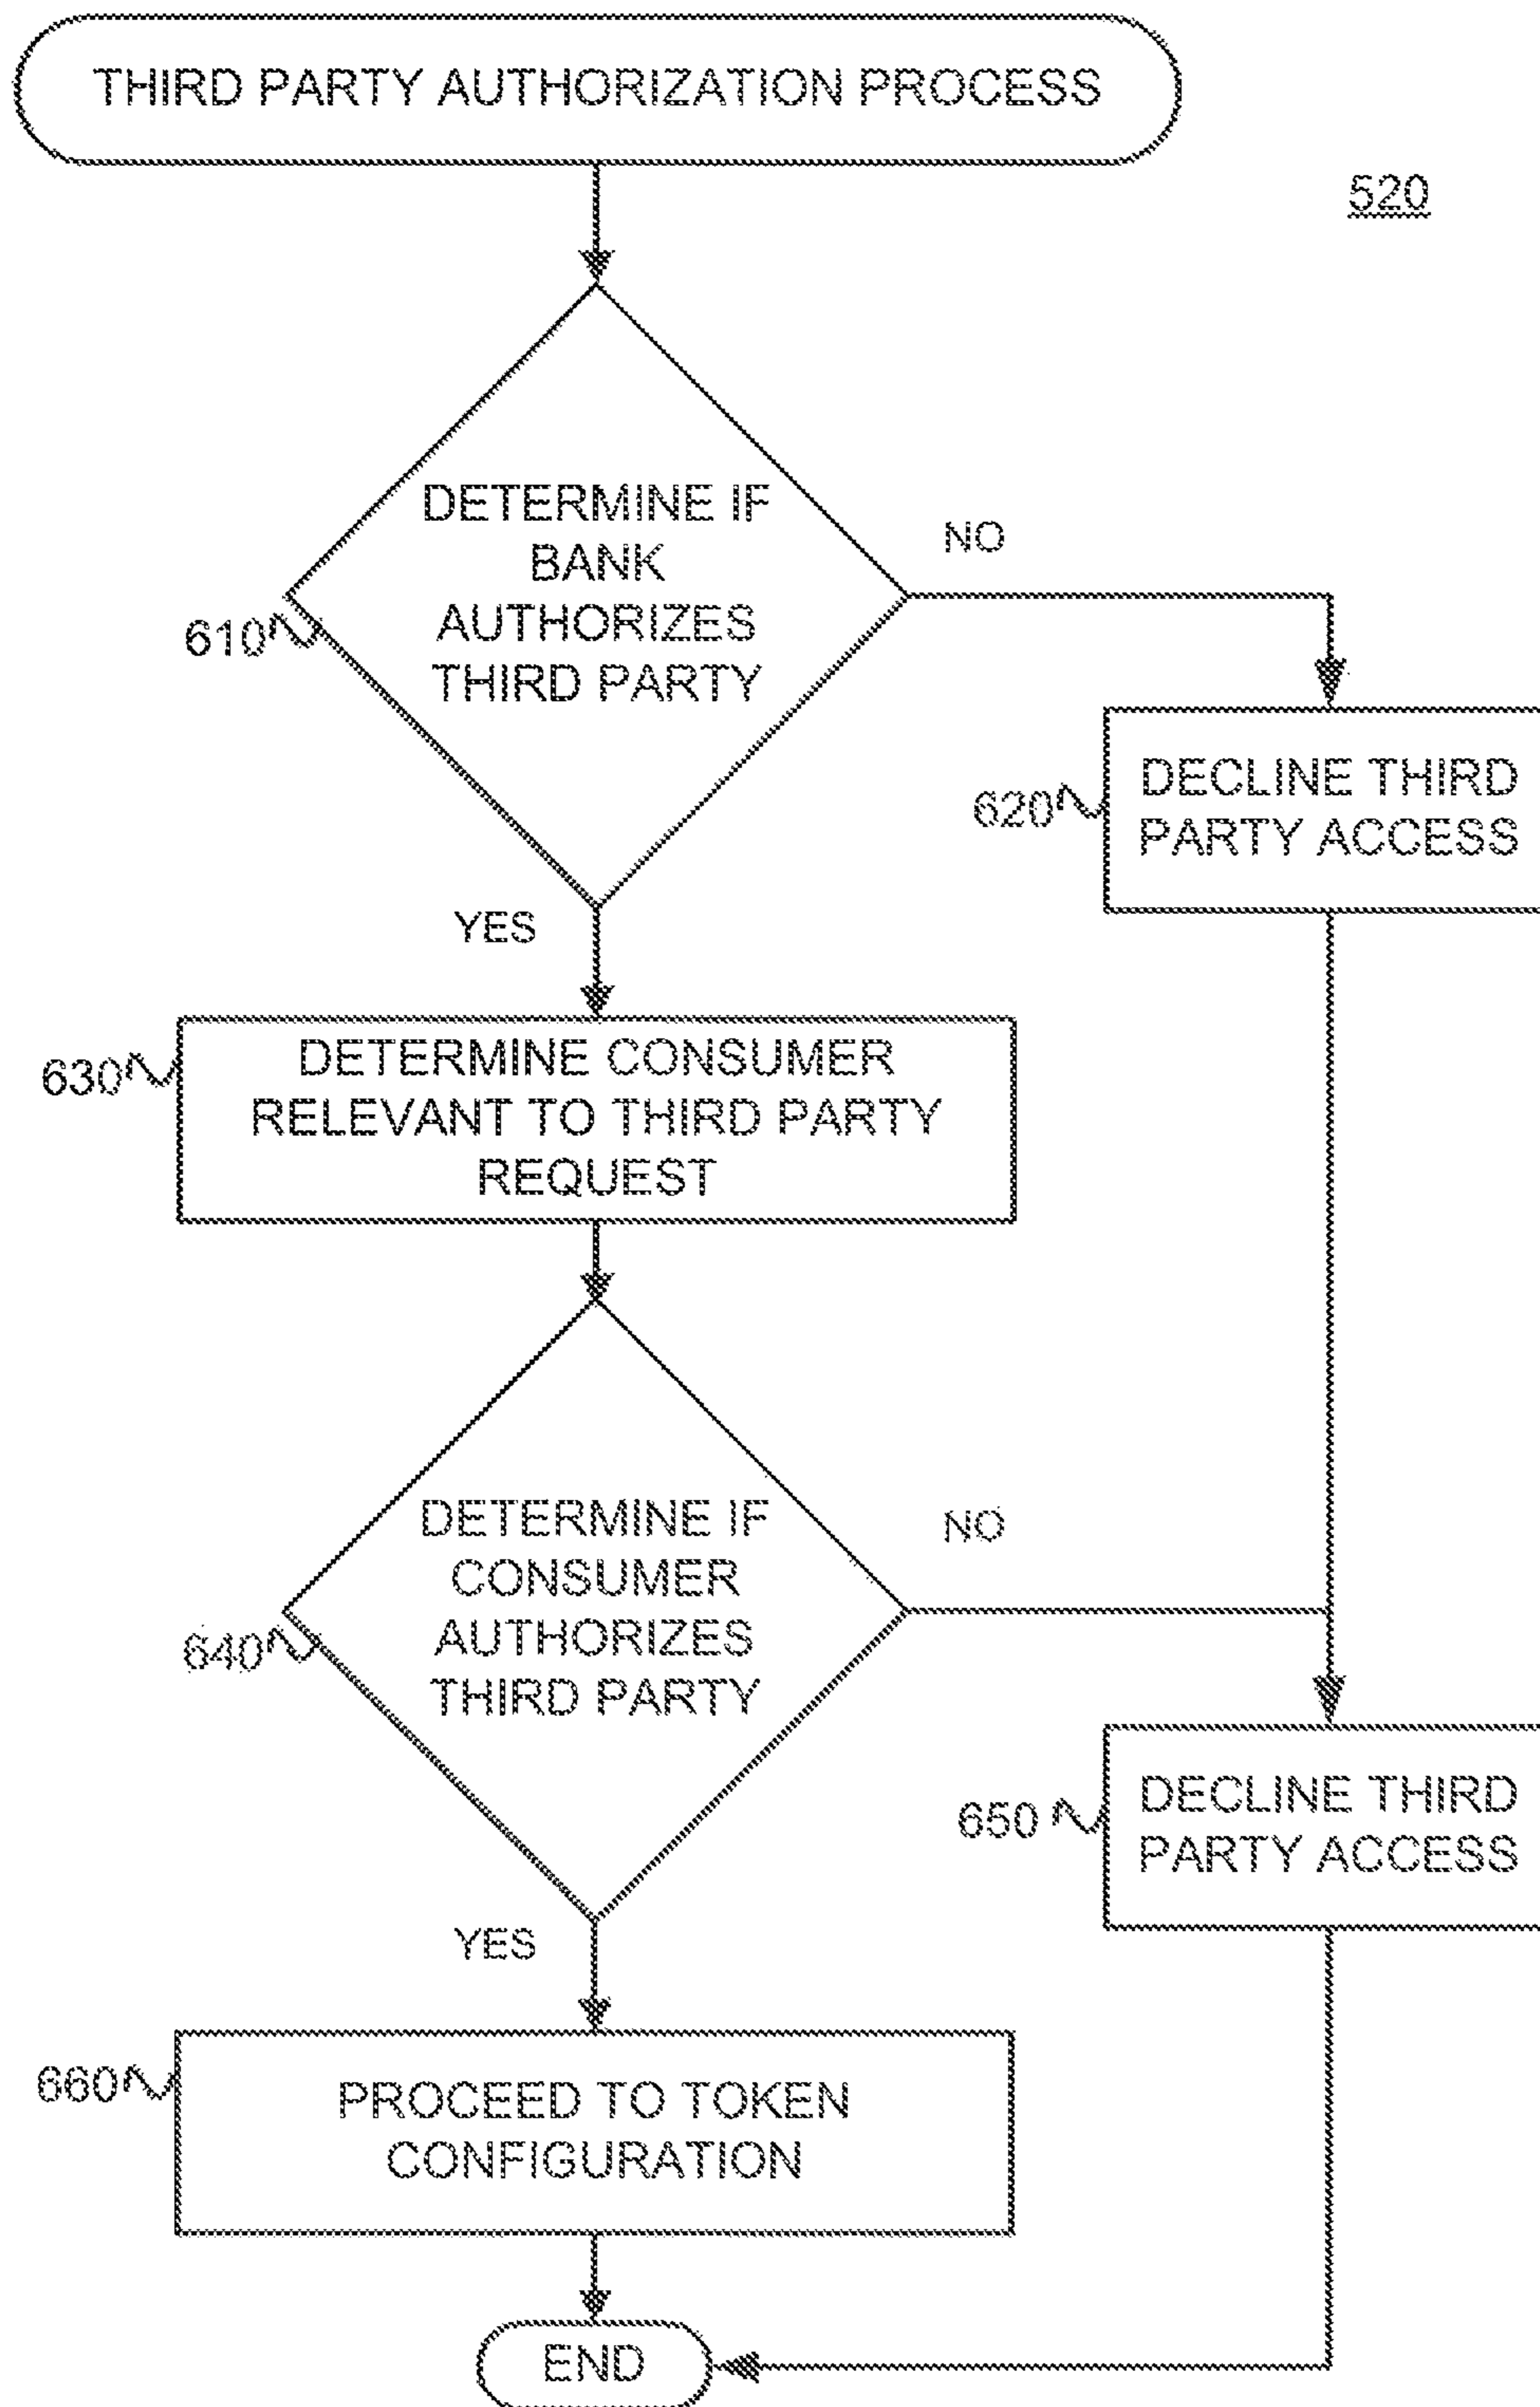 THIRD PARTY AUTHORIZATION PROCESS
520
DETERMINE IF
BANK
AUTHORIZES
THIRD PARTY
610
NO
DECLINE THIRD
PARTY ACCESS
620
YES
DETERMINE CONSUMER
RELEVANT TO THIRD PARTY
REQUEST
630
DETERMINE IF
CONSUMER
AUTHORIZES
THIRD PARTY
640
NO
DECLINE THIRD
PARTY ACCESS
650
YES
PROCEED TO TOKEN
CONFIGURATION
660
END